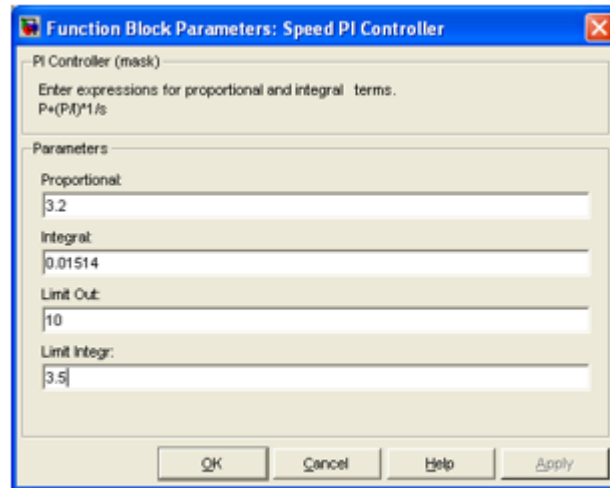 Function Block Parameters: Speed PI Controller
PI Controller (mask)
Enter expressions for proportional and integral terms.
P+(P/I)*1/s
Parameters
Proportional:
3.2
Integral:
0.01514
Limit Out:
10
Limit Integr:
3.5
OK Cancel Help Apply